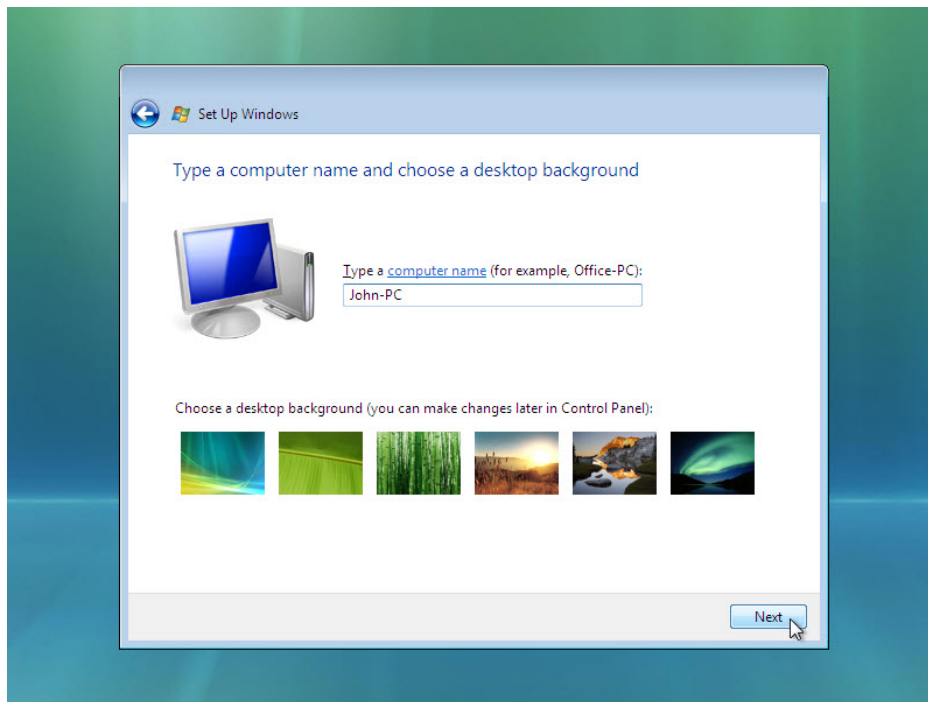 Set Up Windows
Type a computer name and choose a desktop background
Type a computer name (for example, Office-PC):
John-PC
Choose a desktop background (you can make changes later in Control Panel):
Next